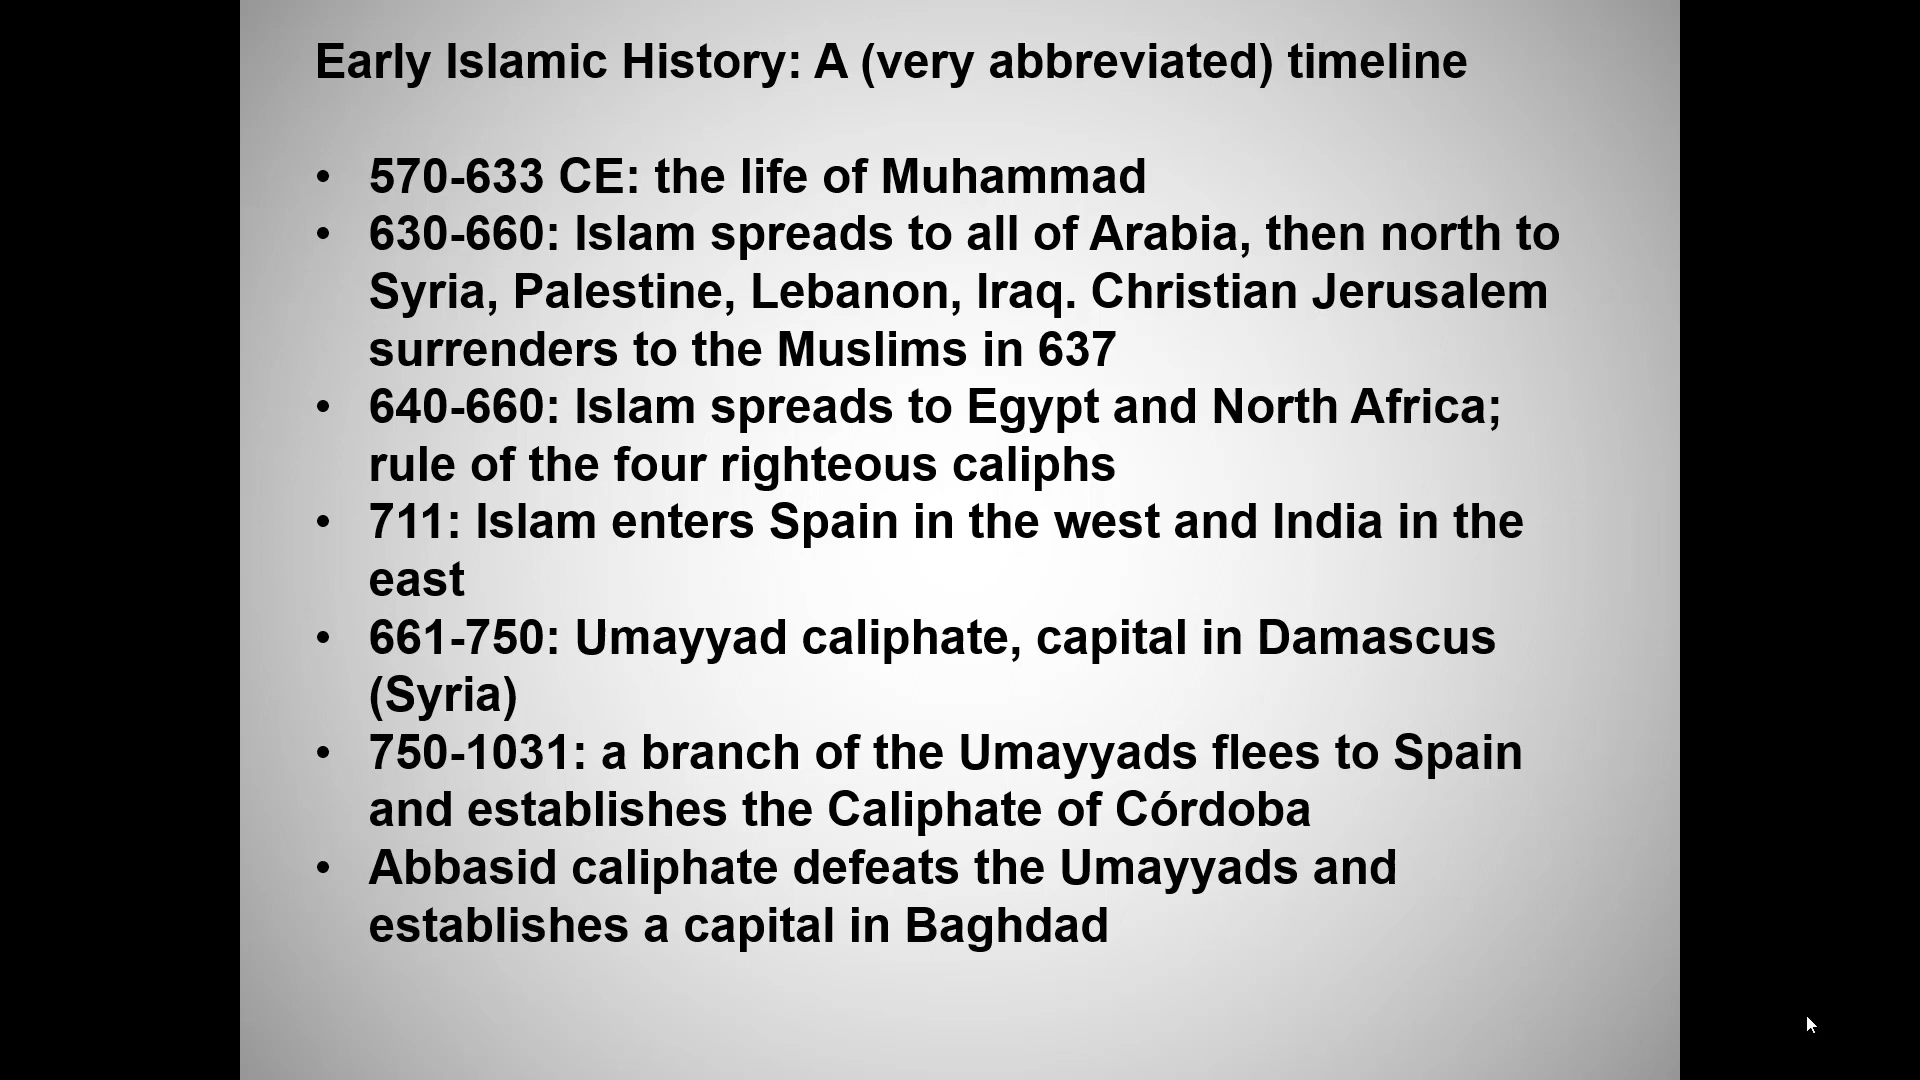 Early Islamic History: A (very abbreviated) timeline
• 570-633 CE: the life of Muhammad
• 630-660: Islam spreads to all of Arabia, then north to
Syria, Palestine, Lebanon, Iraq. Christian Jerusalem
surrenders to the Muslims in 637
• 640-660: Islam spreads to Egypt and North Africa;
rule of the four righteous caliphs
• 711: Islam enters Spain in the west and India in the
east
• 661-750: Umayyad caliphate, capital in Damascus
(Syria)
• 750-1031: a branch of the Umayyads flees to Spain
and establishes the Caliphate of Córdoba
• Abbasid caliphate defeats the Umayyads and
establishes a capital in Baghdad